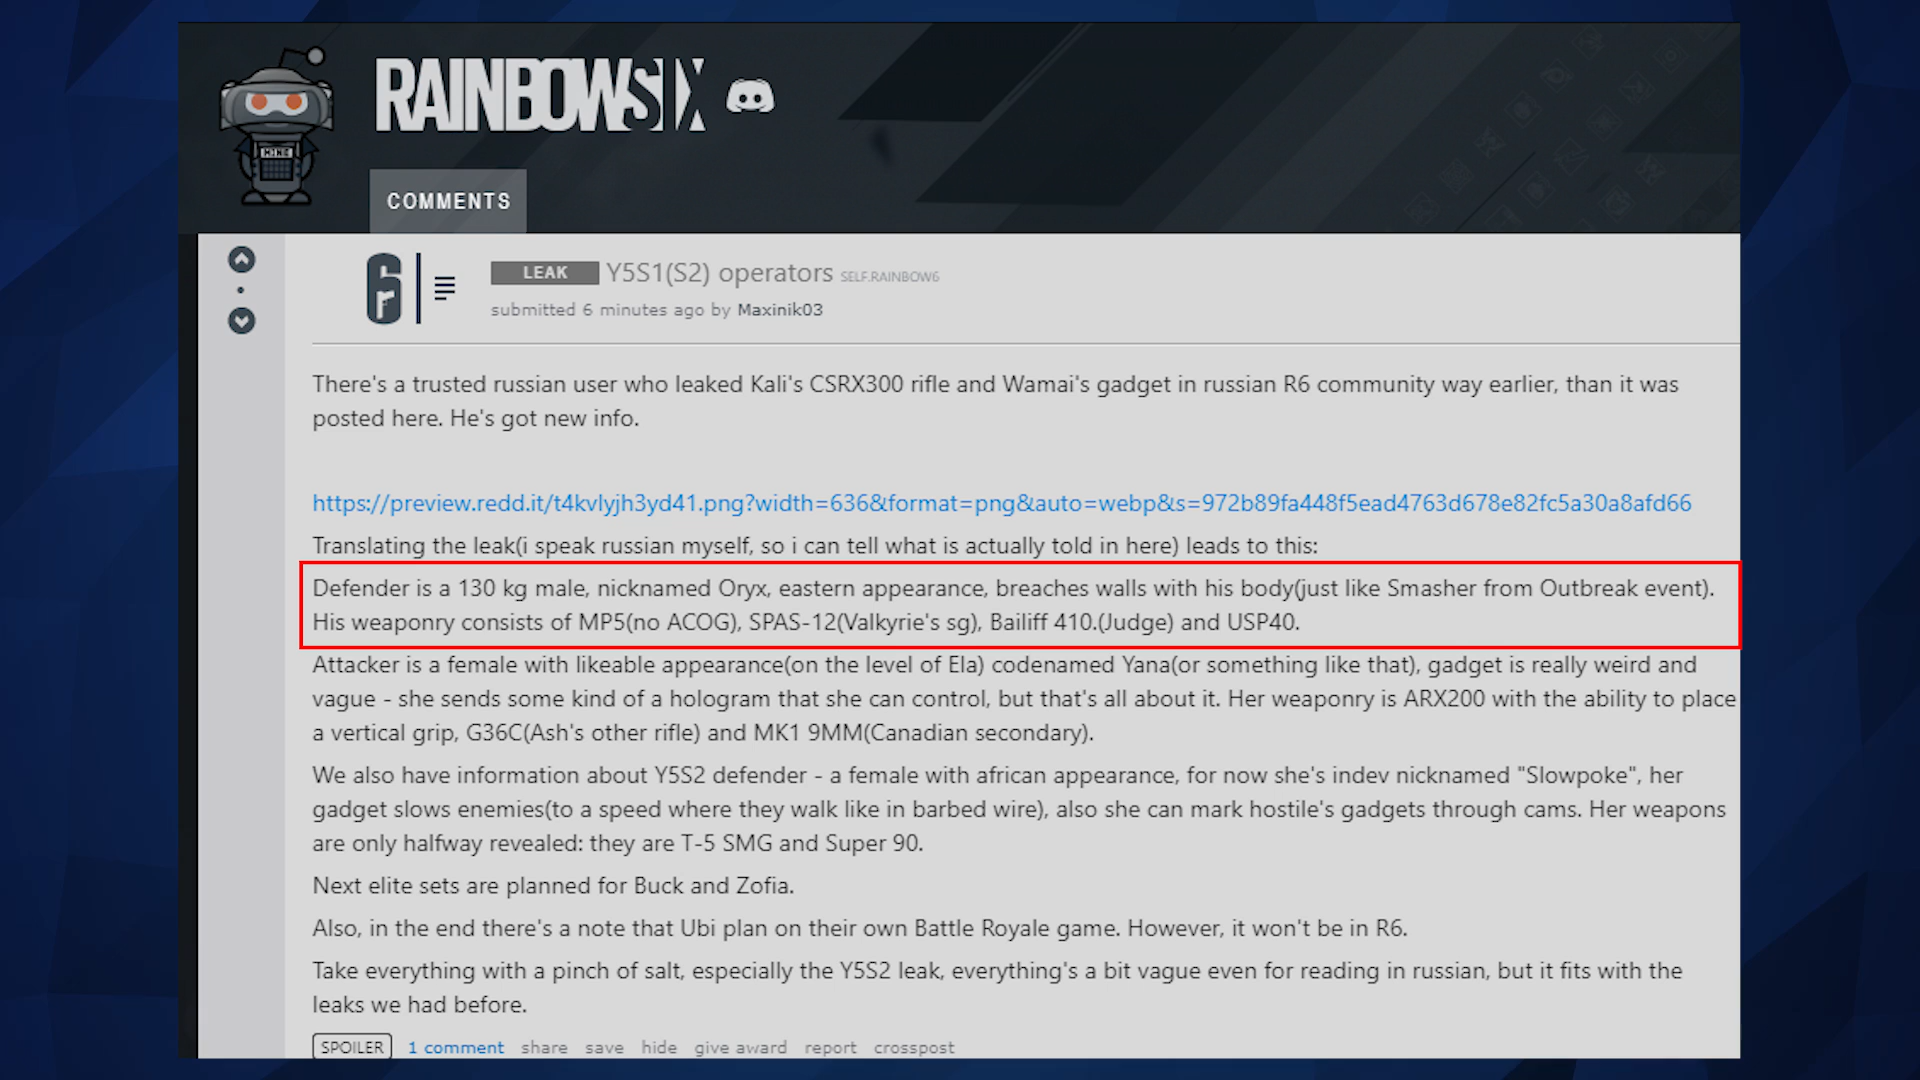 RAINBOWSIX
MINE
COMMENTS
LEAK Y5S1(S2) operators SELF.RAINBOW6
submitted 6 minutes ago by Maxinik03
There's a trusted russian user who leaked Kali's CSRX300 rifle and Wamai's gadget in russian R6 community way earlier, than it was
posted here. He's got new info.
https://preview.redd.it/t4kvlyjh3yd41.png?width=636&format=png&auto=webp&s=972b89fa448f5ead4763d678e82fc5a30a8afd66
Translating the leak(i speak russian myself, so i can tell what is actually told in here) leads to this:
Defender is a 130 kg male, nicknamed Oryx, eastern appearance, breaches walls with his body(just like Smasher from Outbreak event).
His weaponry consists of MP5(no ACOG), SPAS-12(Valkyrie's sg), Bailiff 410.(Judge) and USP40.
Attacker is a female with likeable appearance(on the level of Ela) codenamed Yana(or something like that), gadget is really weird and
vague - she sends some kind of a hologram that she can control, but that's all about it. Her weaponry is ARX200 with the ability to place
a vertical grip, G36C(Ash's other rifle) and MK1 9MM(Canadian secondary).
We also have information about Y5S2 defender - a female with african appearance, for now she's indev nicknamed "Slowpoke", her
gadget slows enemies(to a speed where they walk like in barbed wire), also she can mark hostile's gadgets through cams. Her weapons
are only halfway revealed: they are T-5 SMG and Super 90.
Next elite sets are planned for Buck and Zofia.
Also, in the end there's a note that Ubi plan on their own Battle Royale game. However, it won't be in R6.
Take everything with a pinch of salt, especially the Y5S2 leak, everything's a bit vague even for reading in russian, but it fits with the
leaks we had before.
SPOILER 1 comment share save hide give award report crosspost